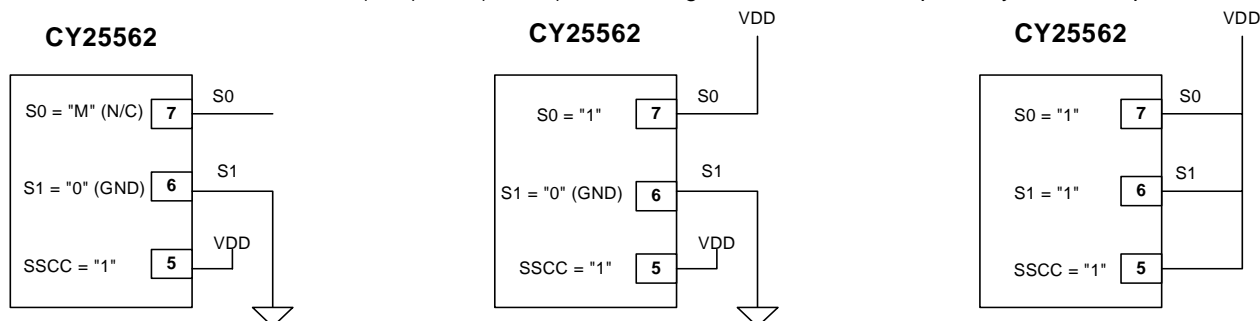 CY25562
S0 = "M" (N/C)
7
S0
S1 = "0" (GND)
6
S1
SSCC = "1"
5
VDD
CY25562
VDD
S0 = "1"
7
S0
S1 = "0" (GND)
6
S1
SSCC = "1"
5
VDD
CY25562
VDD
S0 = "1"
7
S0
S1 = "1"
6
S1
SSCC = "1"
5